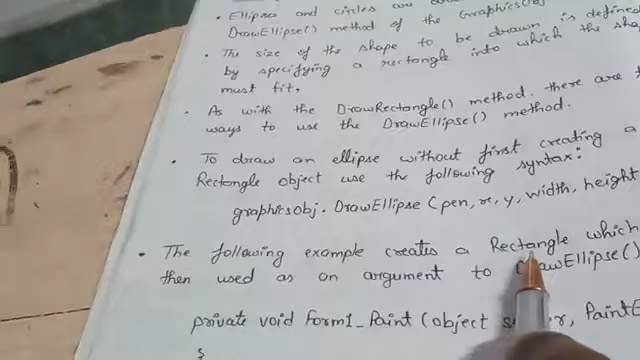 • Ellipses and circles are
DrawEllipse() method of the Graphics
• The size of the shape to be drawn is defined
by specifying a rectangle into which the
must fit,
• As with the DrawRectangle() method. there are
ways to use the DrawEllipse() method.
• To draw an ellipse without first creating a
Rectangle object use the following syntax:
graphicsobj. DrawEllipse (pen, x, y, width, height
• The following example creates a Rectangle which
then used as an argument to DrawEllipse()
private void Form1_Paint (object
{